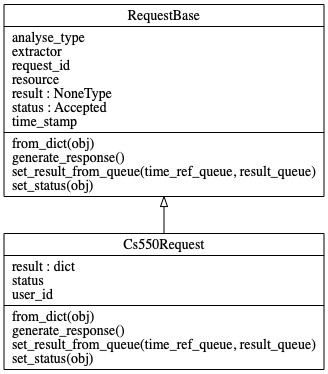 RequestBase
analyse_type
extractor
request_id
resource
result : NoneType
status : Accepted
time_stamp
from_dict(obj)
generate_response()
set_result_from_queue(time_ref_queue, result_queue)
set_status(obj)
Cs550Request
result : dict
status
user_id
from_dict(obj)
generate_response()
set_result_from_queue(time_ref_queue, result_queue)
set_status(obj)